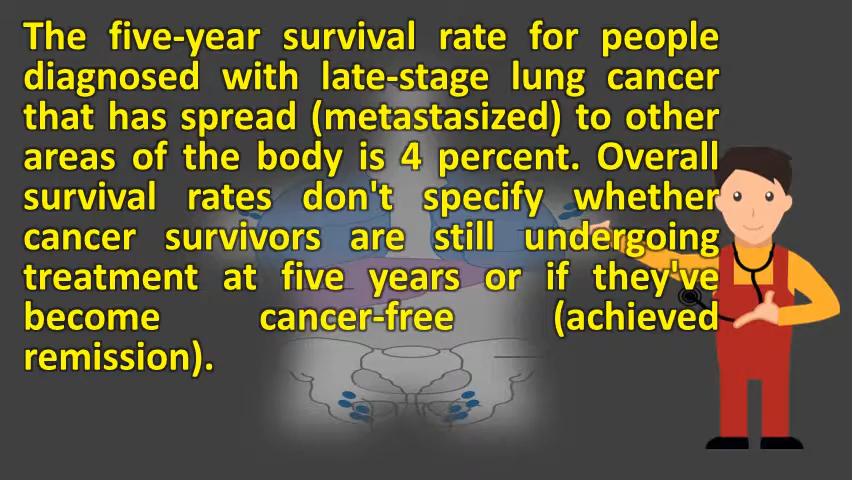 The five-year survival rate for people
diagnosed with late-stage lung cancer
that has spread (metastasized) to other
areas of the body is 4 percent. Overall
survival rates don't specify whether
cancer survivors are still undergoing
treatment at five years or if they've
become cancer-free (achieved
remission).